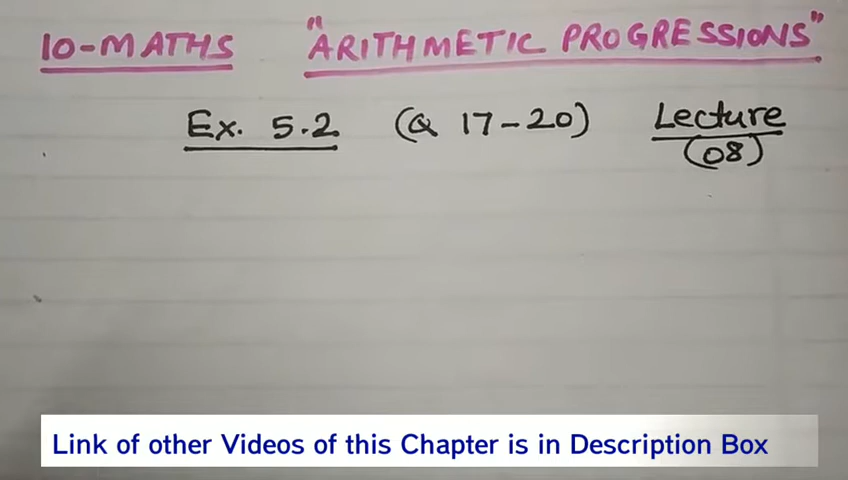 10-MATHS "ARITHMETIC PROGRESSIONS"
Ex. 5.2 (Q 17-20) Lecture
(08)
Link of other Videos of this Chapter is in Description Box